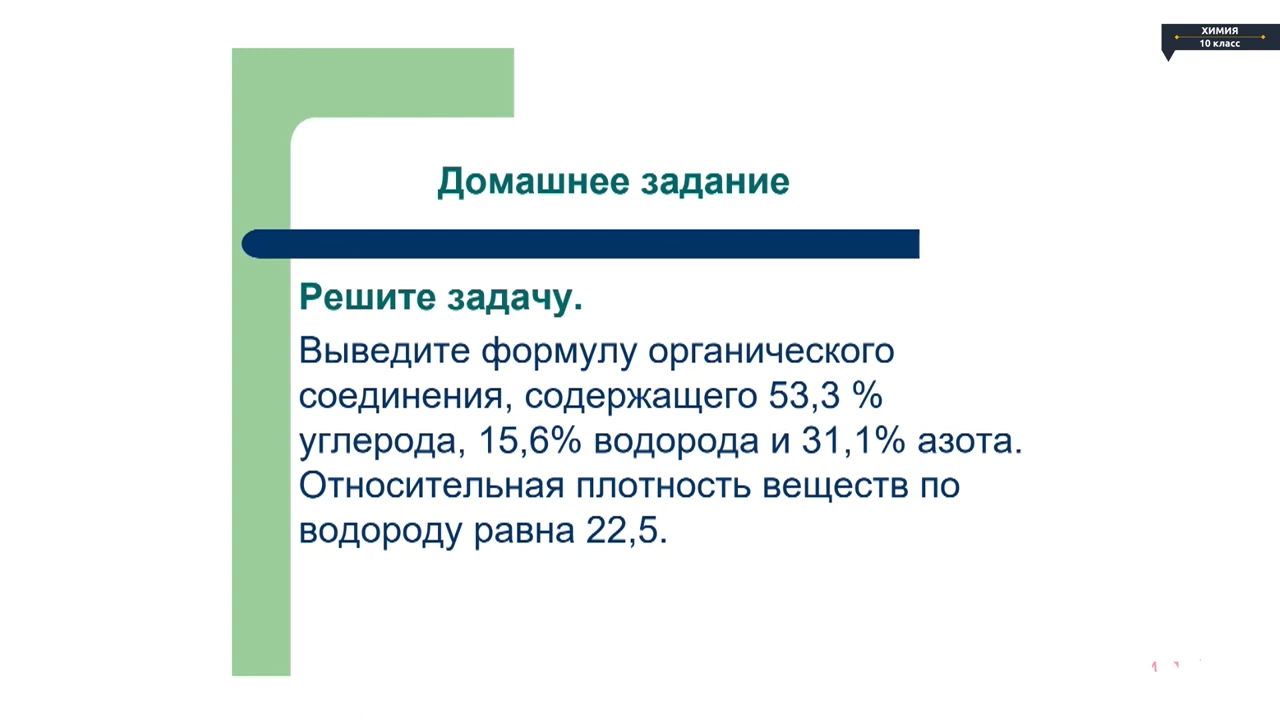 ХИМИЯ
10 класс
Домашнее задание
Решите задачу.
Выведите формулу органического
соединения, содержащего 53,3 %
углерода, 15,6% водорода и 31,1% азота.
Относительная плотность веществ по
водороду равна 22,5.